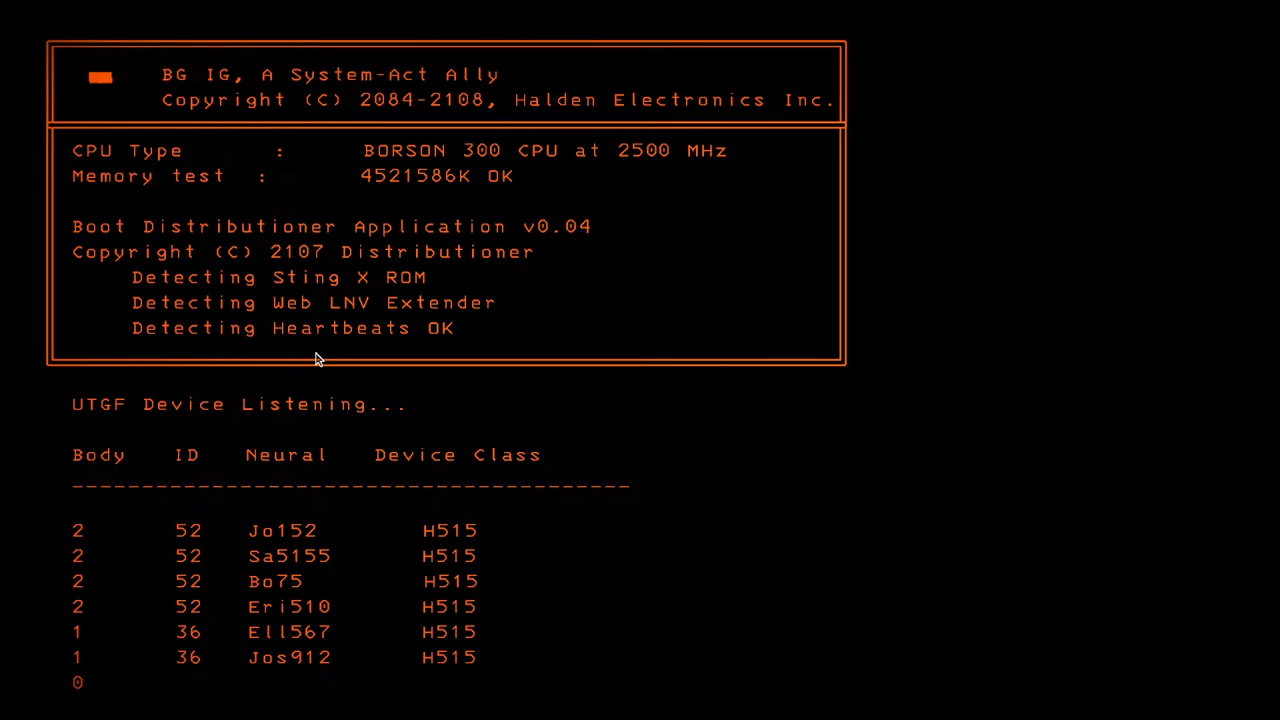 BG IG, A System-Act Ally
Copyright (C) 2084-2108, Halden Electronics Inc.
CPU Type : BORSON 300 CPU at 2500 MHz
Memory test : 4521586K OK
Boot Distributioner Application v0.04
Copyright (C) 2107 Distributioner
Detecting Sting X ROM
Detecting Web LNV Extender
Detecting Heartbeats OK
UTGF Device Listening...
Body ID Neural Device Class
----------------------------------------
2 52 Jo152 H515
2 52 Sa5155 H515
2 52 Bo75 H515
2 52 Eri510 H515
1 36 Ell567 H515
1 36 Jos912 H515
0